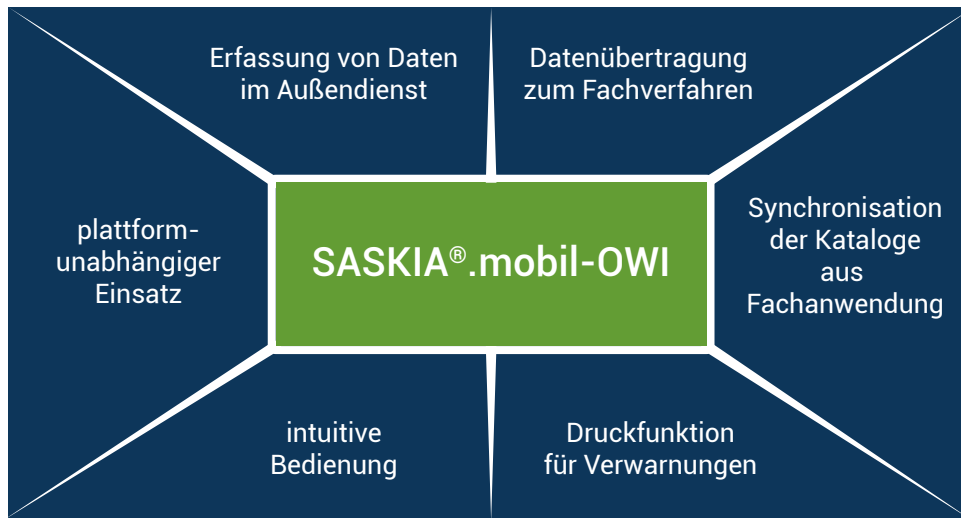 Erfassung von Daten
im Außendienst
Datenübertragung
zum Fachverfahren
plattform-
unabhängiger
Einsatz
SASKIA®.mobil-OWI
Synchronisation
der Kataloge
aus
Fachanwendung
intuitive
Bedienung
Druckfunktion
für Verwarnungen